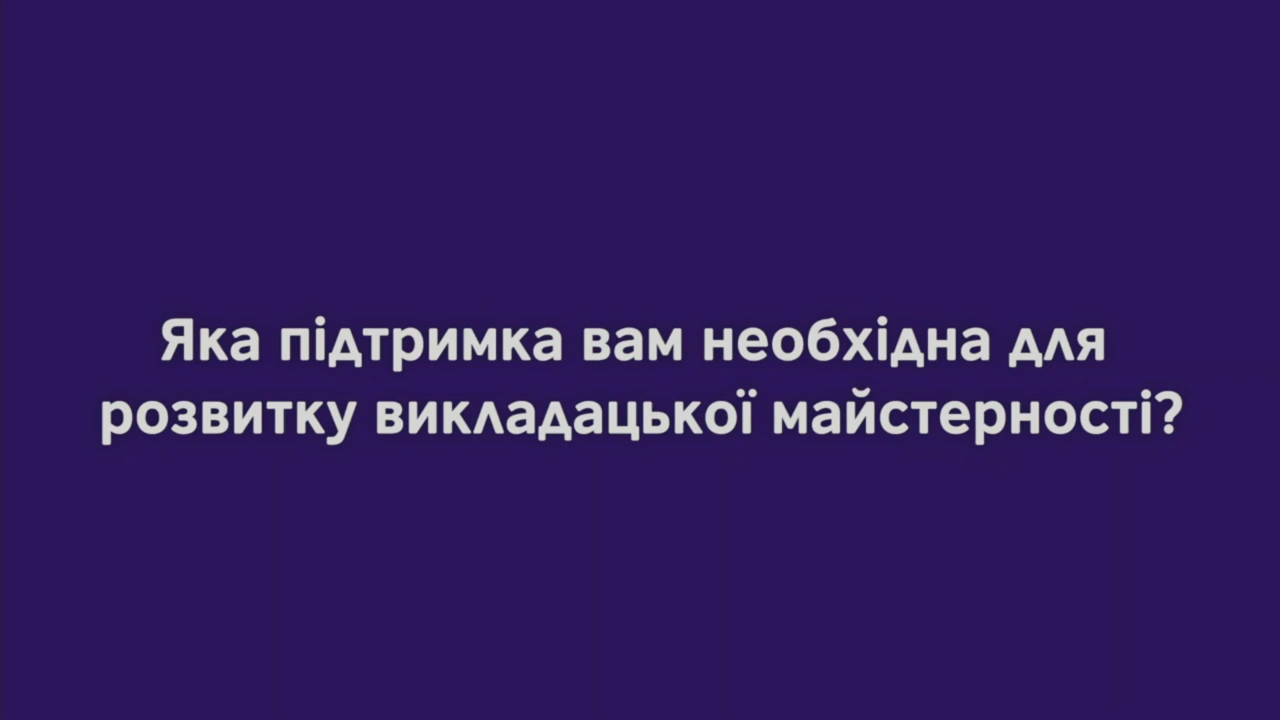 Яка підтримка вам необхідна для
розвитку викладацької майстерності?